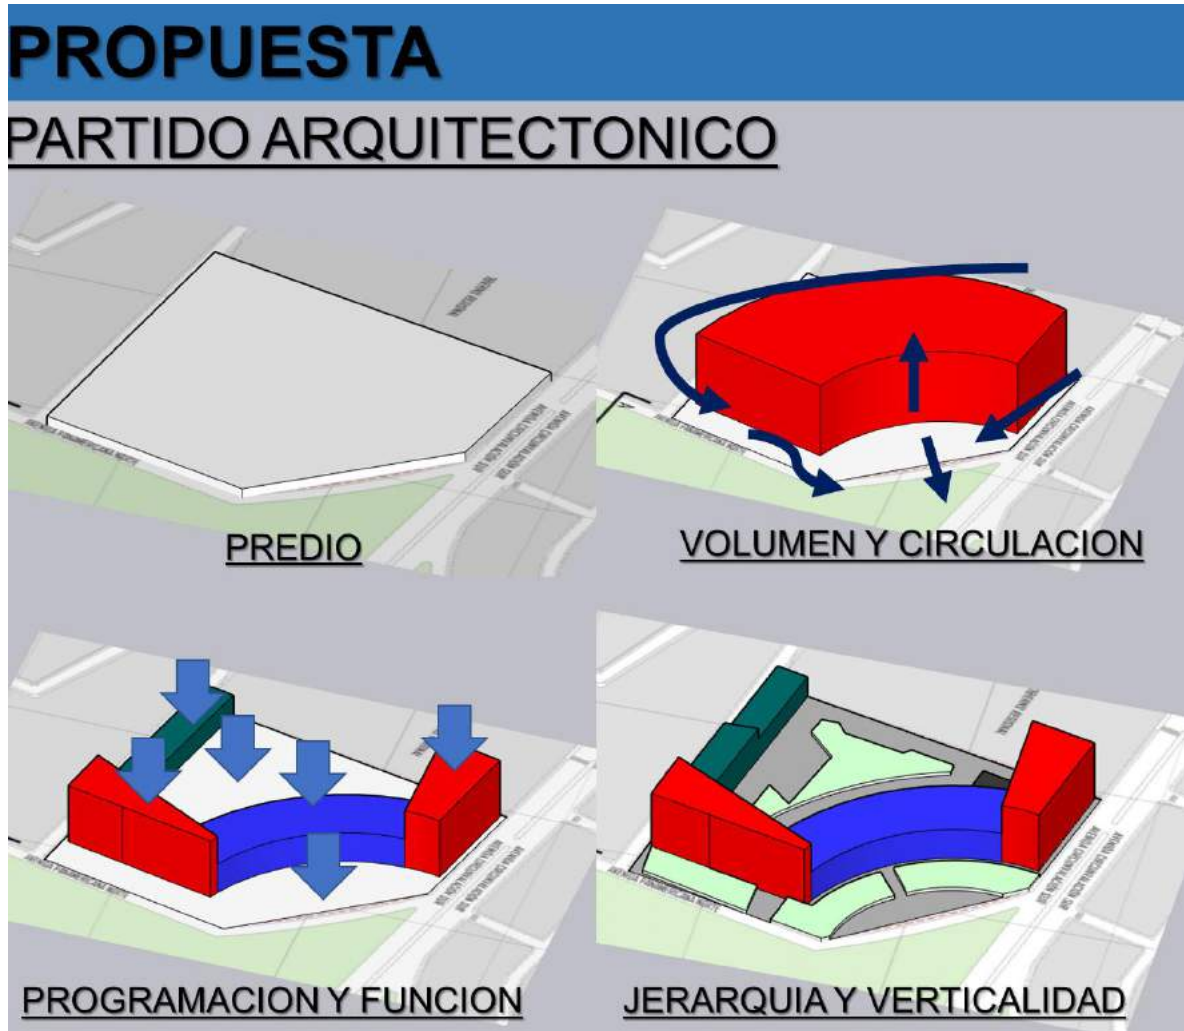 PROPUESTA
PARTIDO ARQUITECTONICO
PREDIO
VOLUMEN Y CIRCULACION
PROGRAMACION Y FUNCION
JERARQUIA Y VERTICALIDAD